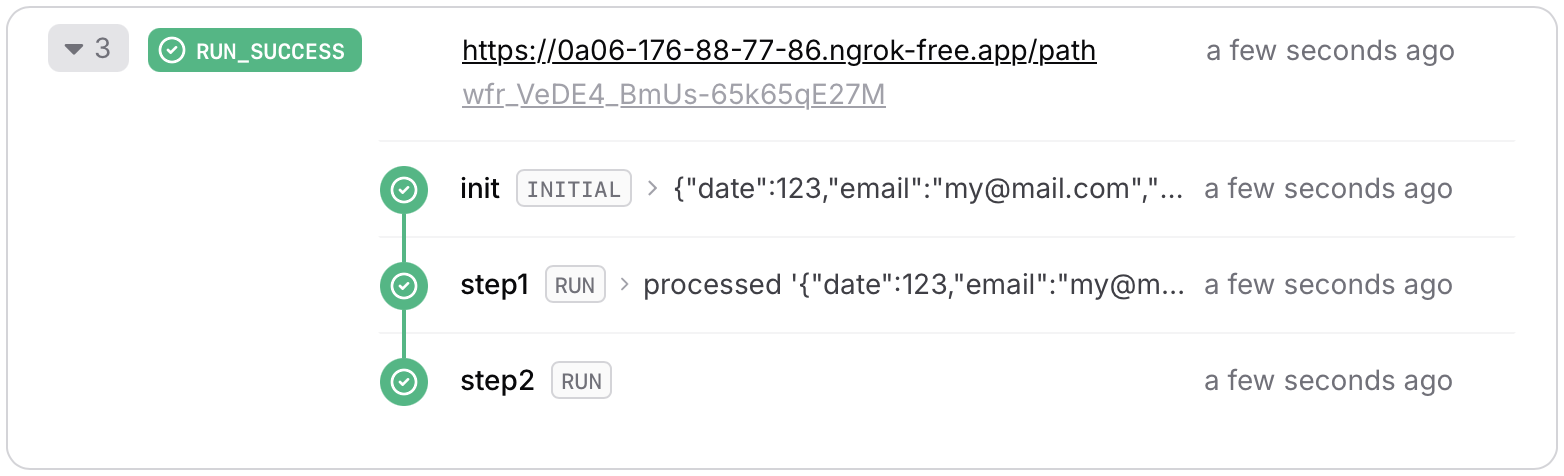 3 RUN_SUCCESS https://0a06-176-88-77-86.ngrok-free.app/path a few seconds ago
wfr_VeDE4_BmUs-65k65qE27M
init INITIAL > {"date":123,"email":"my@mail.com","... a few seconds ago
step1 RUN > processed '{"date":123,"email":"my@m... a few seconds ago
step2 RUN a few seconds ago